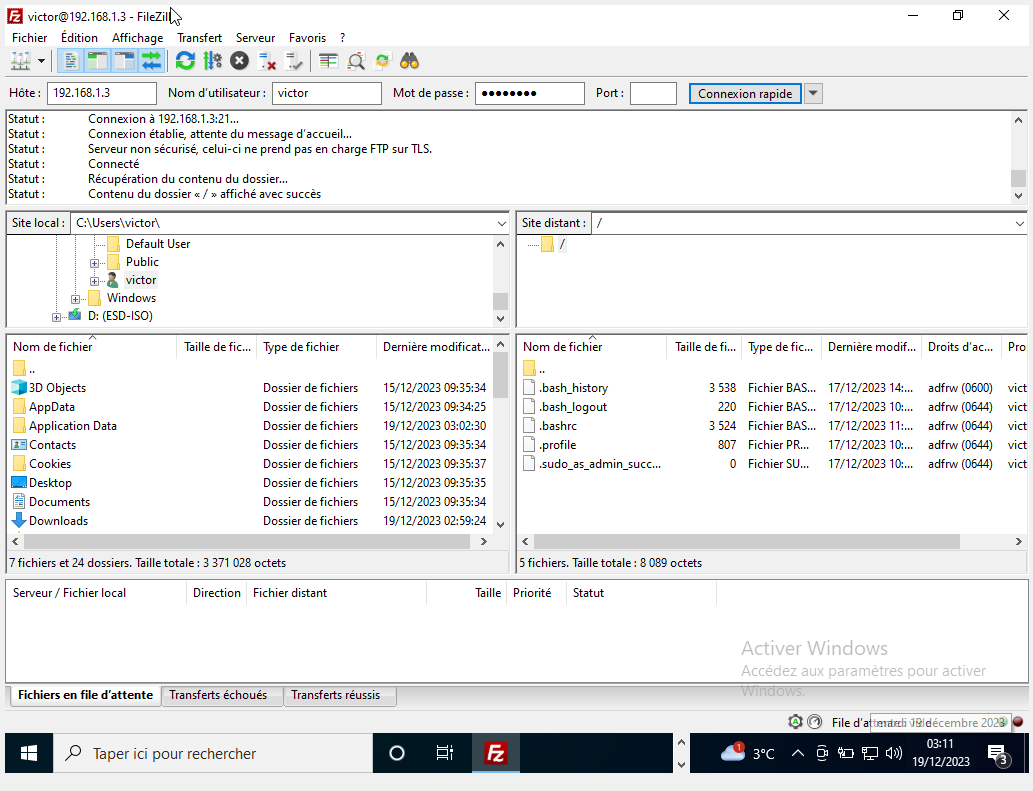 victor@192.168.1.3 - FileZil
Fichier Édition Affichage Transfert Serveur Favoris ?
Hôte : 192.168.1.3 Nom d'utilisateur : victor Mot de passe : ●●●●●●●● Port : Connexion rapide
Statut : Connexion à 192.168.1.3:21...
Statut : Connexion établie, attente du message d'accueil...
Statut : Serveur non sécurisé, celui-ci ne prend pas en charge FTP sur TLS.
Statut : Connecté
Statut : Récupération du contenu du dossier...
Statut : Contenu du dossier « / » affiché avec succès
Site local : C:\Users\victor\
Default User
Public
victor
Windows
D: (ESD-ISO)
Site distant : /
/
Nom de fichier Taille de fic... Type de fichier Dernière modificat...
..
3D Objects Dossier de fichiers 15/12/2023 09:35:34
AppData Dossier de fichiers 15/12/2023 09:34:25
Application Data Dossier de fichiers 19/12/2023 03:02:30
Contacts Dossier de fichiers 15/12/2023 09:35:34
Cookies Dossier de fichiers 15/12/2023 09:35:37
Desktop Dossier de fichiers 15/12/2023 09:35:35
Documents Dossier de fichiers 15/12/2023 09:35:34
Downloads Dossier de fichiers 19/12/2023 02:59:24
7 fichiers et 24 dossiers. Taille totale : 3 371 028 octets
Nom de fichier Taille de fi... Type de fic... Dernière modif... Droits d'ac... Pro
..
.bash_history 3 538 Fichier BAS... 17/12/2023 14:... adfrw (0600) vict
.bash_logout 220 Fichier BAS... 17/12/2023 10:... adfrw (0644) vict
.bashrc 3 524 Fichier BAS... 17/12/2023 11:... adfrw (0644) vict
.profile 807 Fichier PR... 17/12/2023 10:... adfrw (0644) vict
.sudo_as_admin_succ... 0 Fichier SU... 17/12/2023 10:... adfrw (0644) vict
5 fichiers. Taille totale : 8 089 octets
Serveur / Fichier local Direction Fichier distant Taille Priorité Statut
Activer Windows
Accédez aux paramètres pour activer
Windows.
Fichiers en file d'attente Transferts échoués Transferts réussis
File d'at mardi 19 décembre 2023
Taper ici pour rechercher
1 3°C
03:11
19/12/2023
3